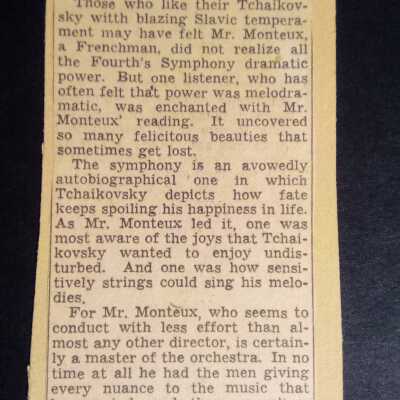 Those who like their Tchaikov-
sky witth blazing Slavic tempera-
ment may have felt Mr. Monteux,
a Frenchman, did not realize all
the Fourth's Symphony dramatic
power. But one listener, who has
often felt that power was melodra-
matic, was enchanted with Mr.
Monteux' reading. It uncovered
so many felicitous beauties that
sometimes get lost.
The symphony is an avowedly
autobiographical one in which
Tchaikovsky depicts how fate
keeps spoiling his happiness in life.
As Mr. Monteux led it, one was
most aware of the joys that Tchai-
kovsky wanted to enjoy undis-
turbed. And one was how sensi-
tively strings could sing his melo-
dies.
For Mr. Monteux, who seems to
conduct with less effort than al-
most any other director, is certain-
ly a master of the orchestra. In no
time at all he had the men giving
every nuance to the music that